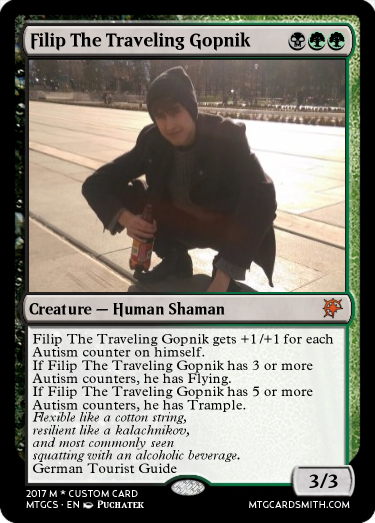 Filip The Traveling Gopnik
Creature — Human Shaman
Filip The Traveling Gopnik gets +1/+1 for each
Autism counter on himself.
If Filip The Traveling Gopnik has 3 or more
Autism counters, he has Flying.
If Filip The Traveling Gopnik has 5 or more
Autism counters, he has Trample.
Flexible like a cotton string,
resilient like a kalachnikov,
and most commonly seen
squatting with an alcoholic beverage.
German Tourist Guide
3/3
2017 M * CUSTOM CARD
MTGCS • EN PUCHATEK
MTGCARDSMITH.COM